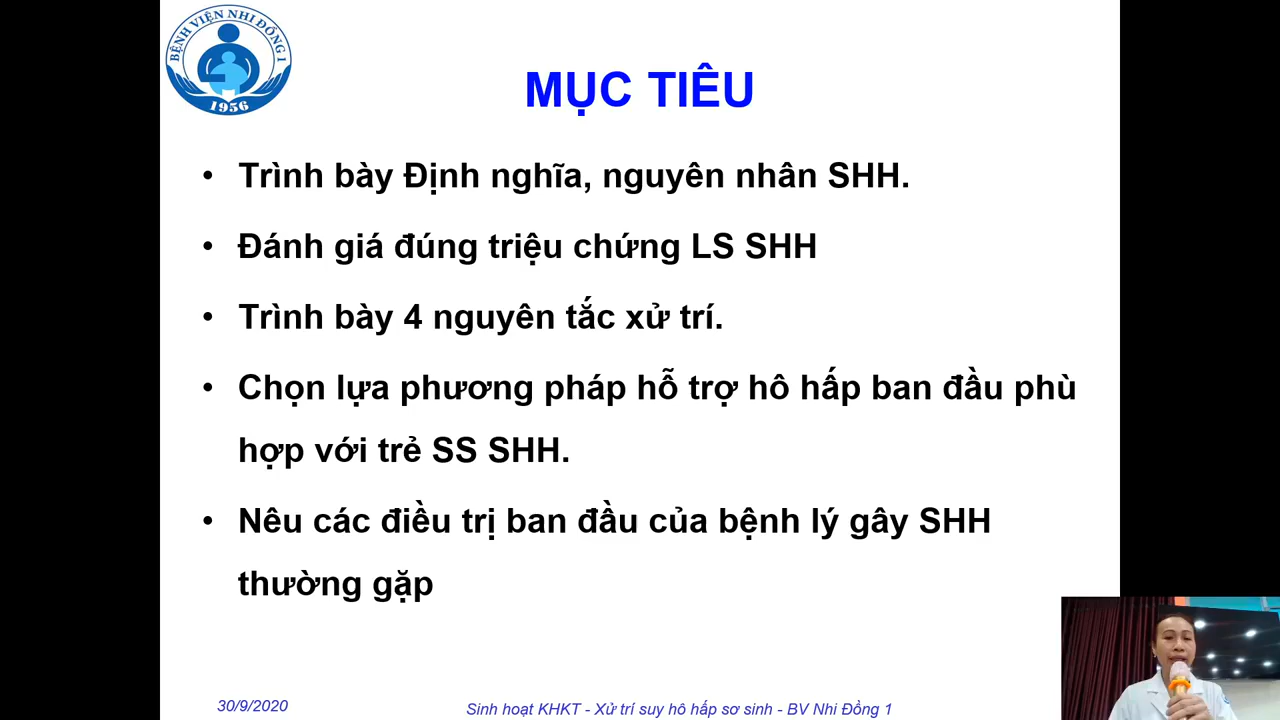 BỆNH VIỆN NHI ĐỒNG 1
1956
MỤC TIÊU
• Trình bày Định nghĩa, nguyên nhân SHH.
• Đánh giá đúng triệu chứng LS SHH
• Trình bày 4 nguyên tắc xử trí.
• Chọn lựa phương pháp hỗ trợ hô hấp ban đầu phù
hợp với trẻ SS SHH.
• Nêu các điều trị ban đầu của bệnh lý gây SHH
thường gặp
30/9/2020
Sinh hoạt KHKT - Xử trí suy hô hấp sơ sinh - BV Nhi Đồng 1